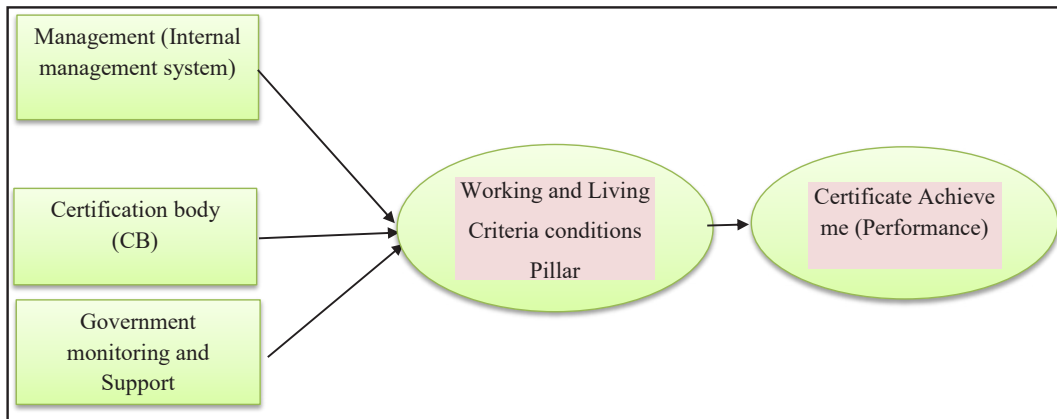 Management (Internal
management system)
Certification body
(CB)
Government
monitoring and
Support
Working and Living
Criteria conditions
Pillar
Certificate Achieve
me (Performance)